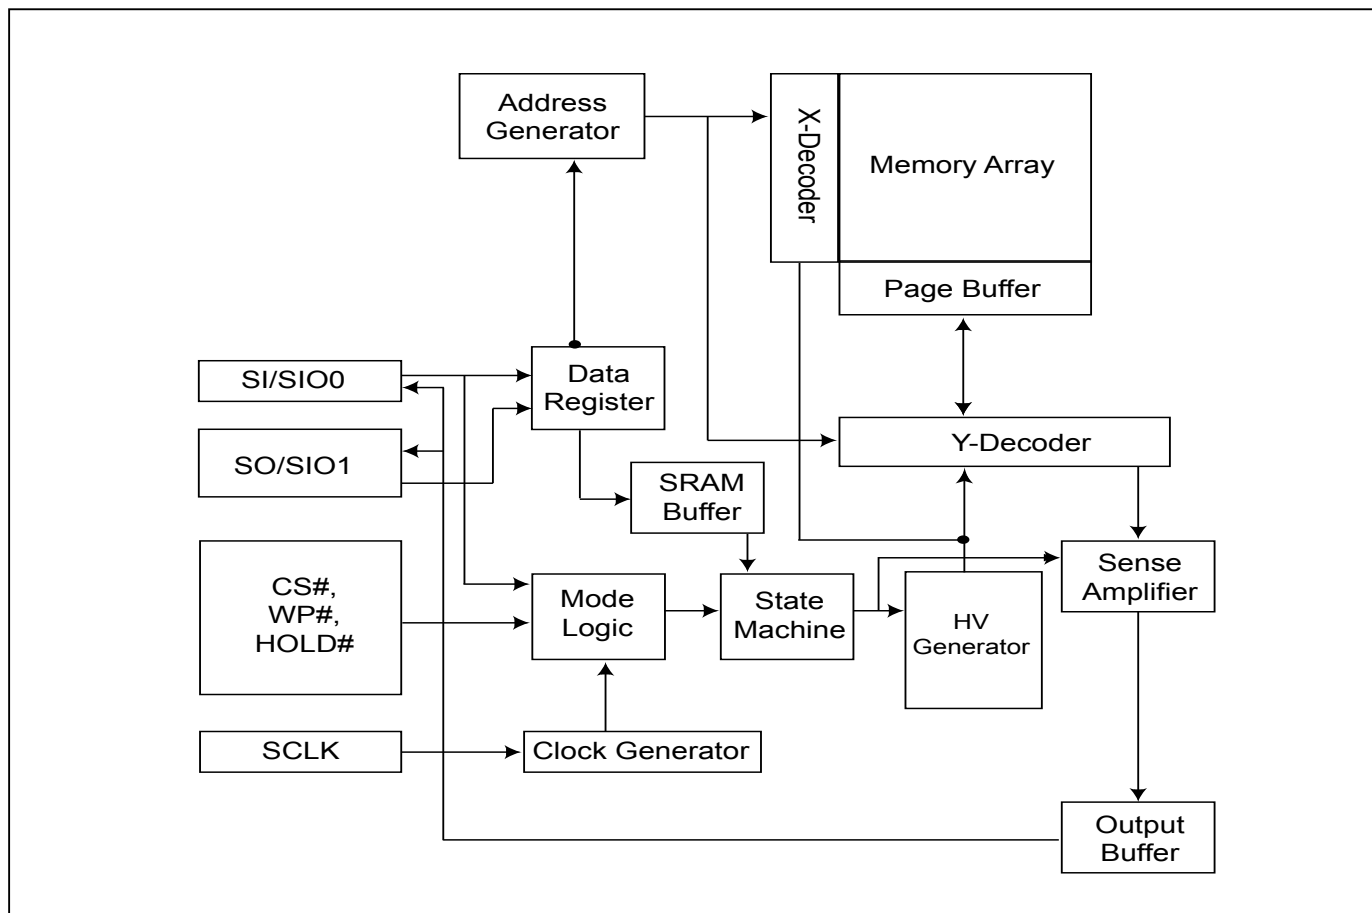 Address
Generator
X-Decoder
Memory Array
Page Buffer
SI/SIO0
Data
Register
SO/SIO1
Y-Decoder
SRAM
Buffer
CS#,
WP#,
HOLD#
Mode
Logic
State
Machine
HV
Generator
Sense
Amplifier
SCLK
Clock Generator
Output
Buffer